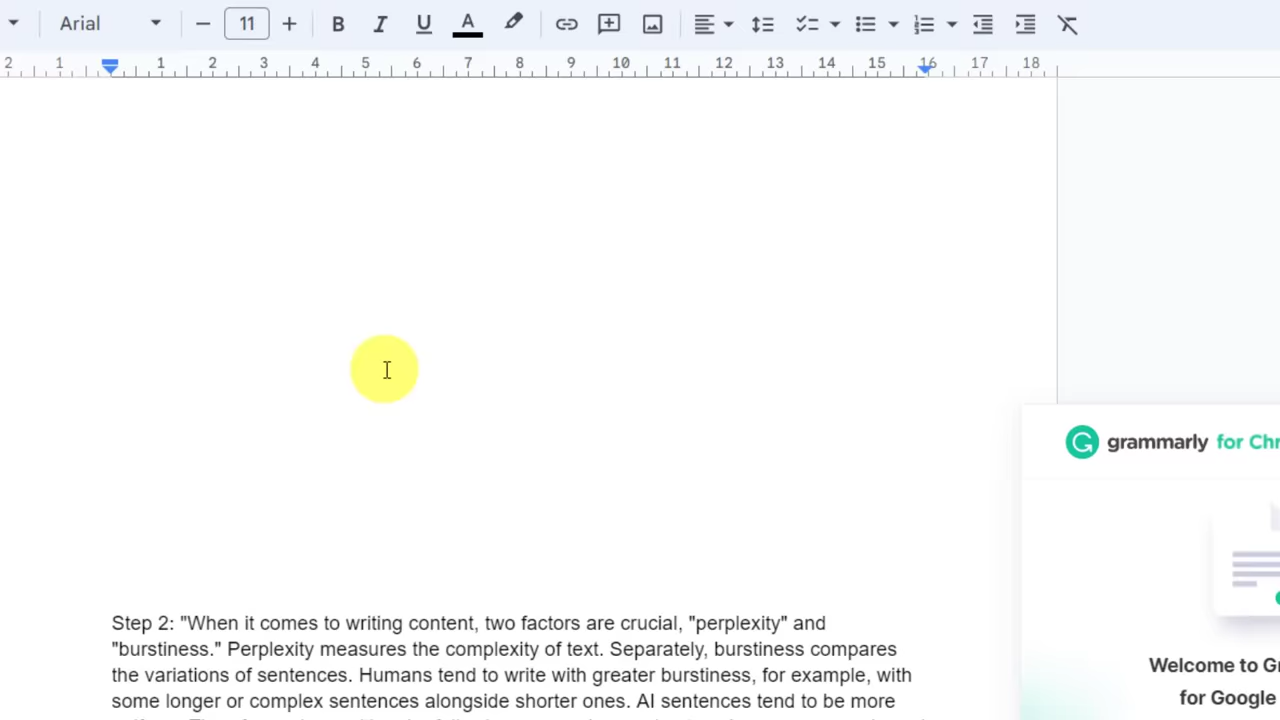 Arial
11
B I U A
2 1 1 2 3 4 5 6 7 8 9 10 11 12 13 14 15 16 17 18
grammarly for Chr
Step 2: "When it comes to writing content, two factors are crucial, "perplexity" and
"burstiness." Perplexity measures the complexity of text. Separately, burstiness compares
the variations of sentences. Humans tend to write with greater burstiness, for example, with
some longer or complex sentences alongside shorter ones. AI sentences tend to be more
Welcome to Gr
for Google